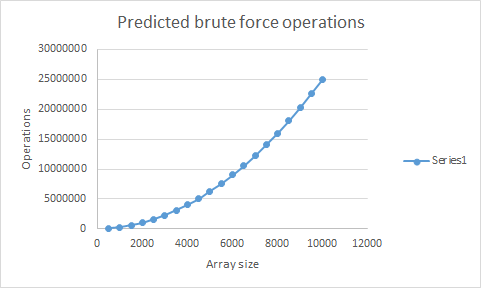 Predicted brute force operations
30000000
25000000
20000000
15000000
10000000
5000000
0
Operations
0 2000 4000 6000 8000 10000 12000
Array size
Series1